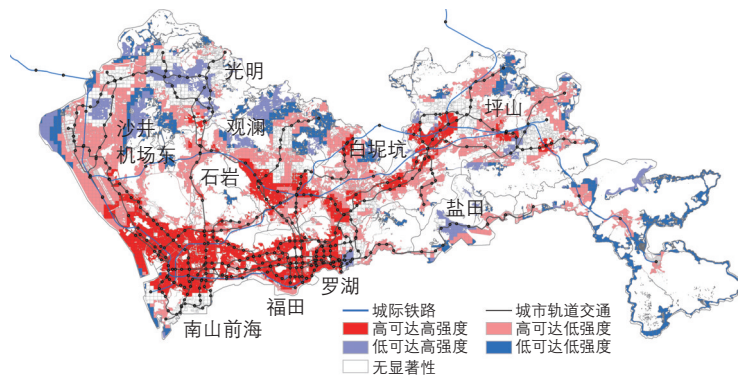 光明
坪山
沙井
观澜
机场东
白坭坑
石岩
盐田
罗湖
福田
南山前海
城际铁路
城市轨道交通
高可达高强度
高可达低强度
低可达高强度
低可达低强度
无显著性